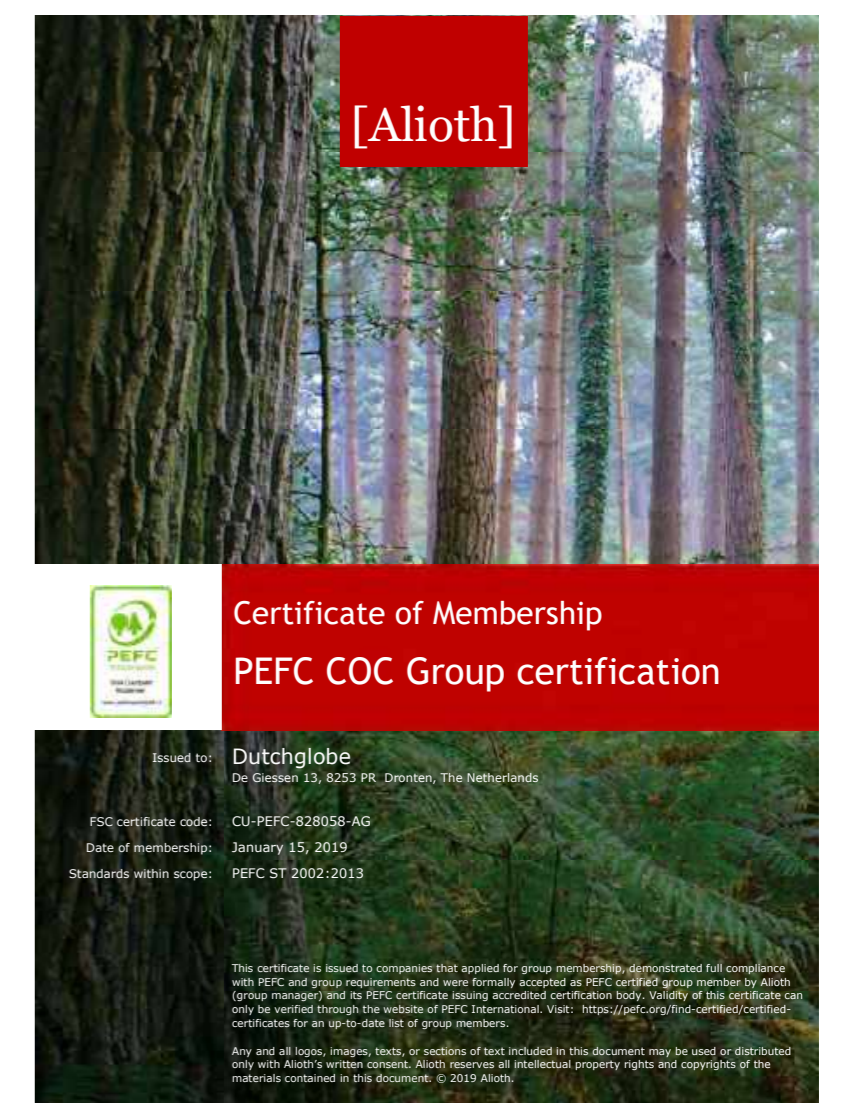 [Alioth]
PEFC
Certificate of Membership
PEFC COC Group certification
Issued to: Dutchglobe
De Giessen 13, 8253 PR  Dronten, The Netherlands
FSC certificate code: CU-PEFC-828058-AG
Date of membership: January 15, 2019
Standards within scope: PEFC ST 2002:2013
This certificate is issued to companies that applied for group membership, demonstrated full compliance
with PEFC and group requirements and were formally accepted as PEFC certified group member by Alioth
(group manager) and its PEFC certificate issuing accredited certification body. Validity of this certificate can
only be verified through the website of PEFC International. Visit:  https://pefc.org/find-certified/certified-
certificates for an up-to-date list of group members.
Any and all logos, images, texts, or sections of text included in this document may be used or distributed
only with Alioth's written consent. Alioth reserves all intellectual property rights and copyrights of the
materials contained in this document. © 2019 Alioth.